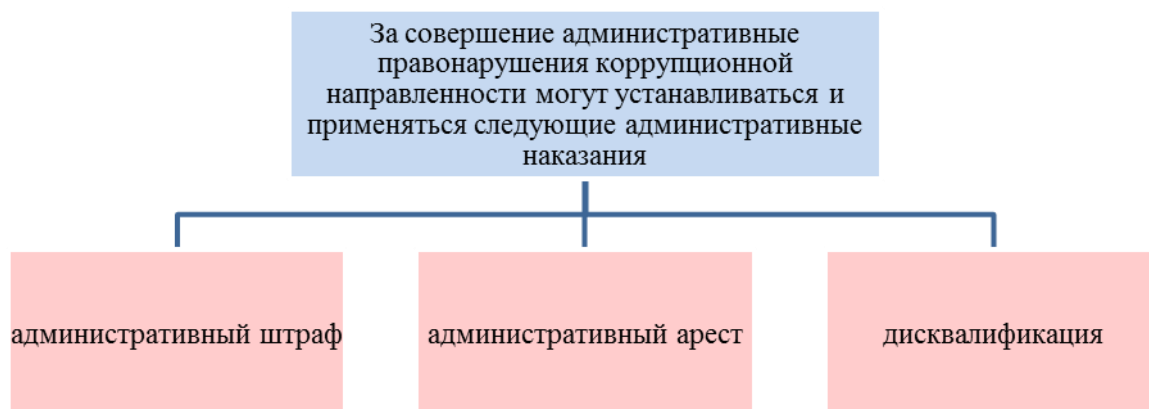 За совершение административные
правонарушения коррупционной
направленности могут устанавливаться и
применяться следующие административные
наказания
административный штраф
административный арест
дисквалификация